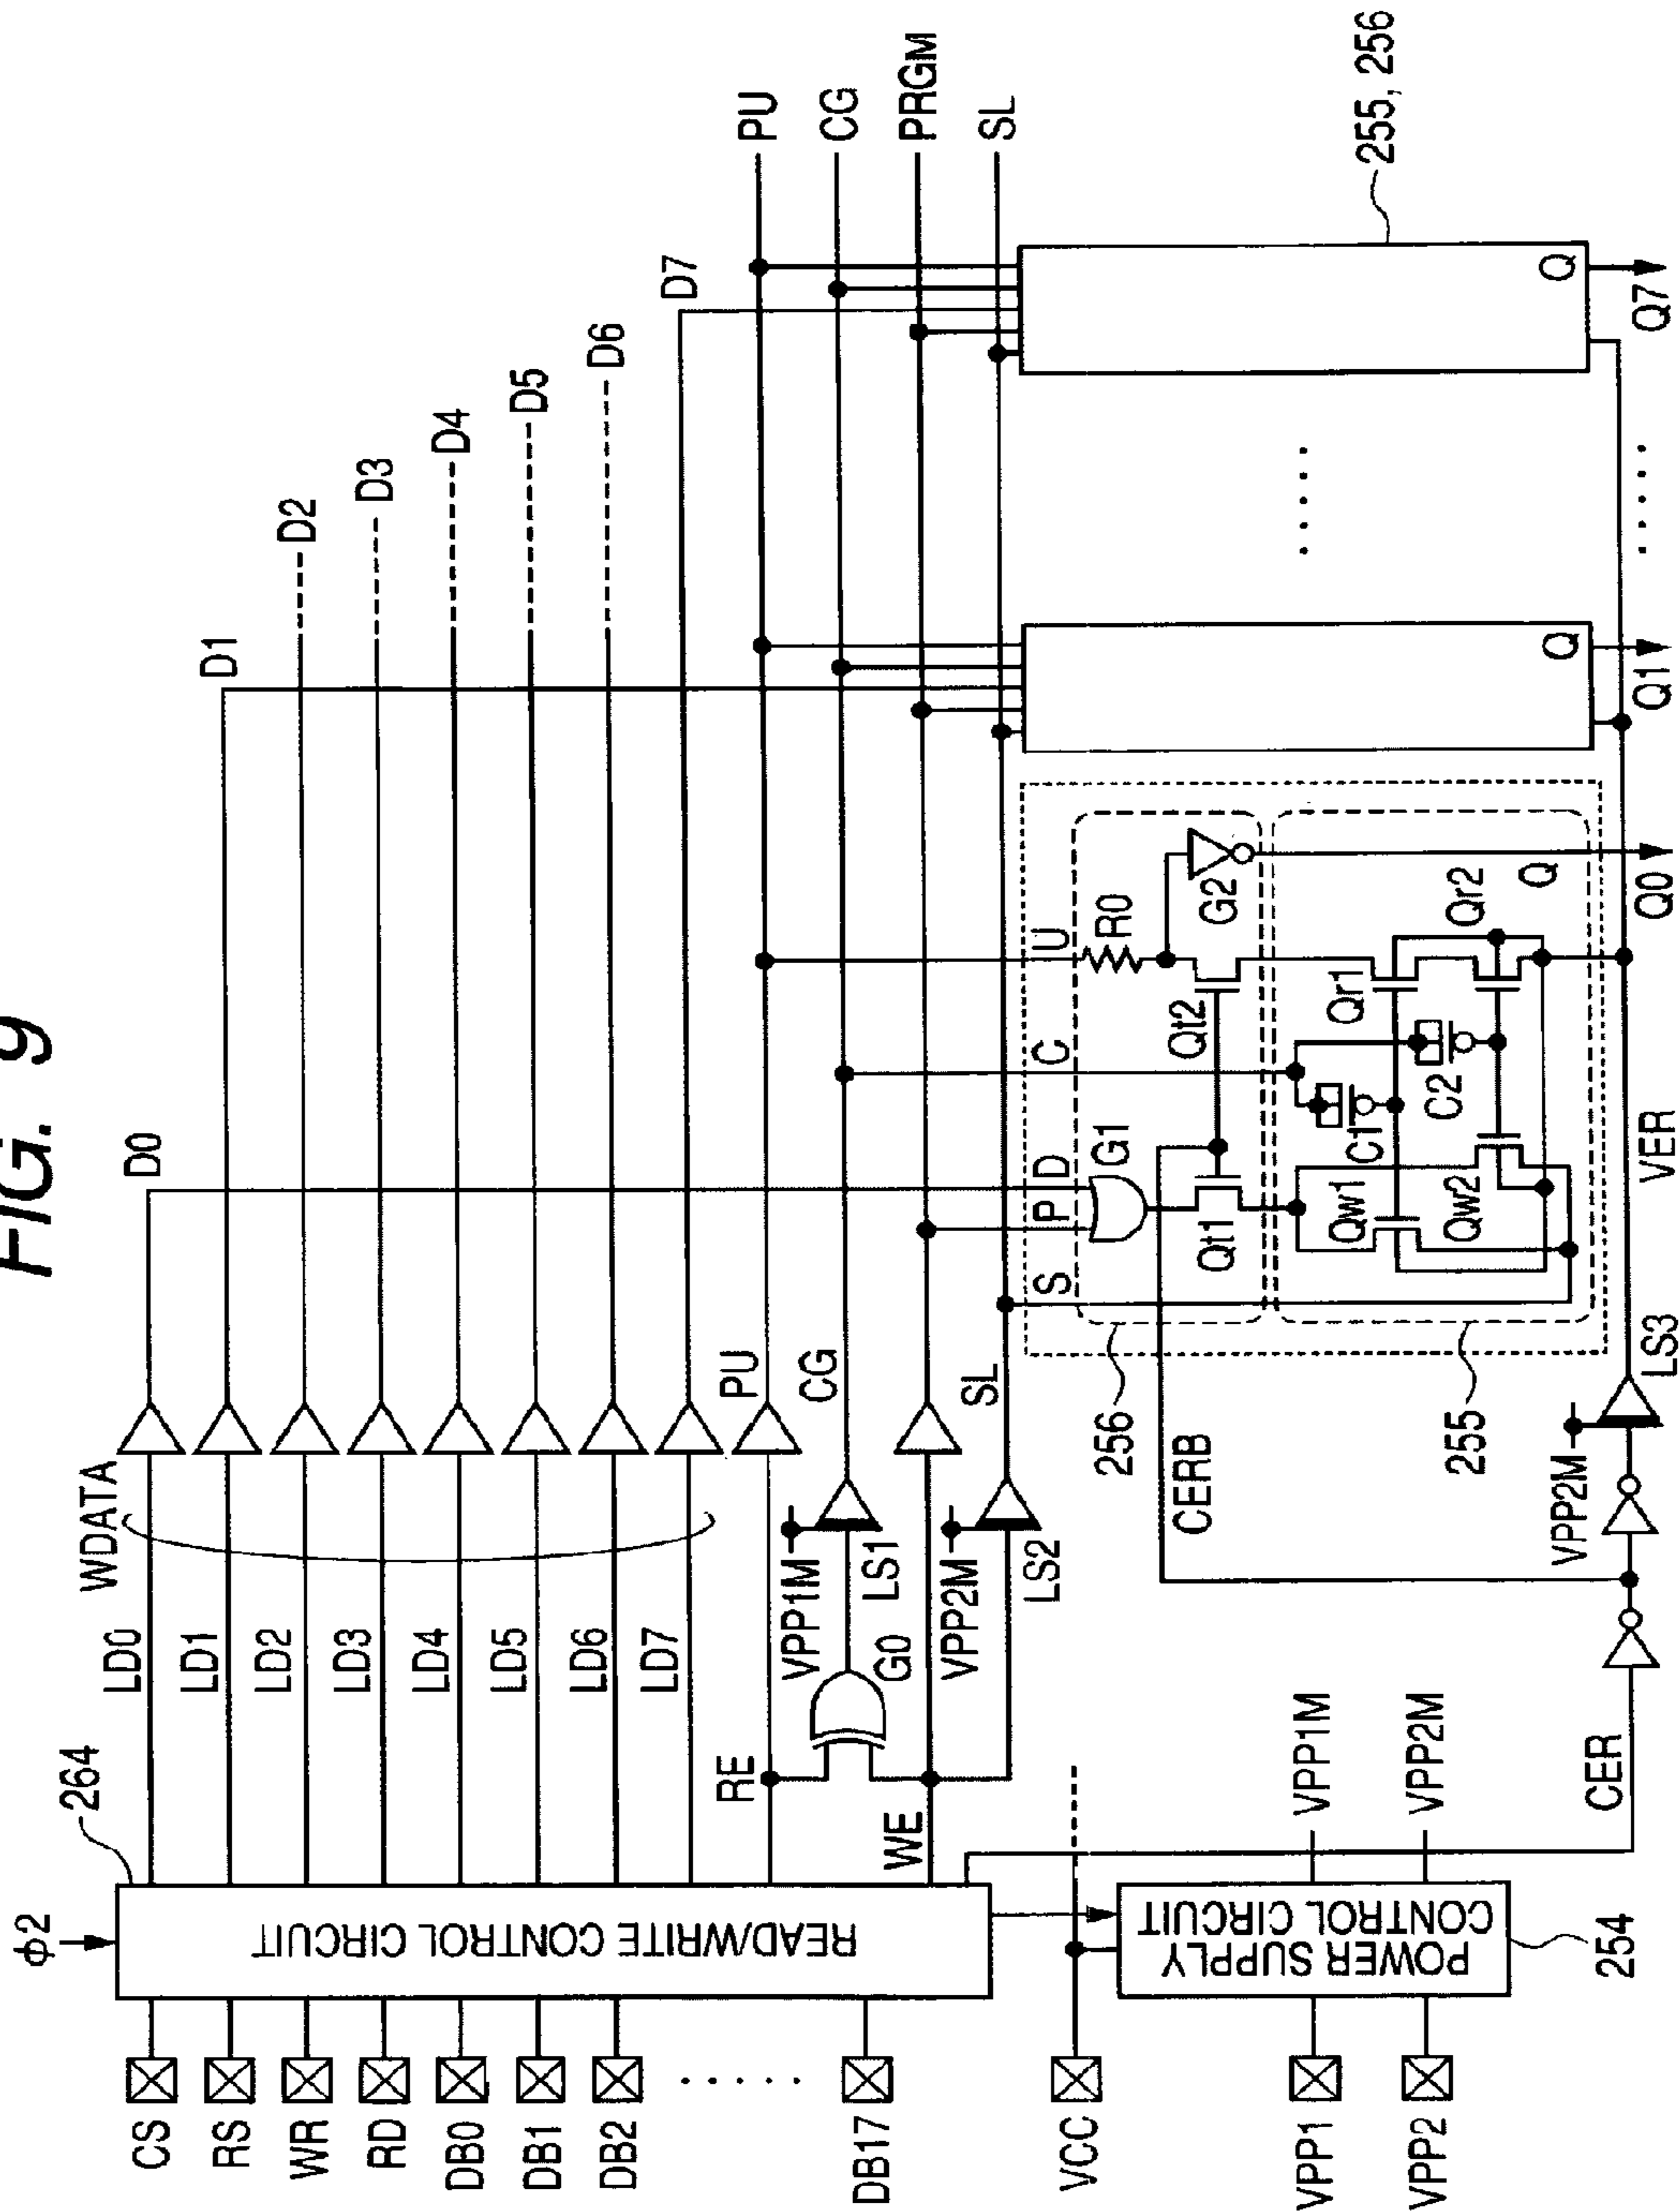 FIG. 9
φ2
264
CS
RS
WR
RD
DB0
DB1
DB2
.....
DB17
READ/WRITE CONTROL CIRCUIT
LD0
LD1
LD2
LD3
LD4
LD5
LD6
LD7
WDATA
D0
D1
D2
D3
D4
D5
D6
D7
RE
WE
PU
PU
VPP1M
CG
CG
G0
LS1
PRGM
VPP2M
SL
SL
LS2
VCC
VPP1
VPP2
POWER SUPPLY
CONTROL CIRCUIT
254
VPP1M
VPP2M
CER
CERB
VPP2M
LS3
VER
256
255
S
P
D
C
U
G1
R0
G2
Qt1
Qt2
Qw1
Qw2
C1
C2
Qr1
Qr2
Q
Q0
Q
Q1
.....
.....
Q
Q7
255, 256